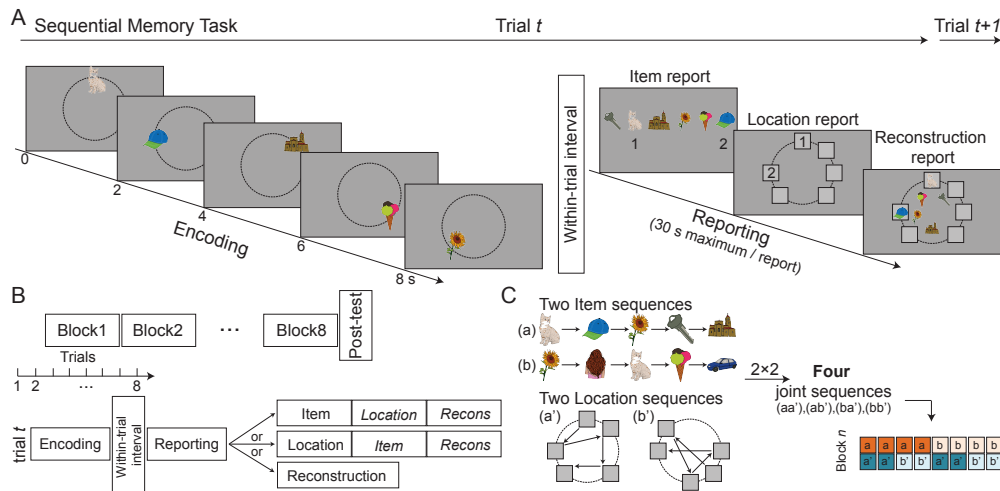 A
Sequential Memory Task
Trial t
Trial t+1
0
2
4
6
8 s
Encoding
Within-trial interval
Item report
1 2
Location report
1
2
Reconstruction
report
Reporting
(30 s maximum / report)
B
Block1 Block2 ... Block8
Post-test
Trials
1 2 ... 8
trial t
Encoding
Within-trial
interval
Reporting
or
or
Item Location Recons
Location Item Recons
Reconstruction
C
Two Item sequences
(a)
(b)
Two Location sequences
(a’) (b’)
2×2
Four
joint sequences
(aa’),(ab’),(ba’),(bb’)
Block n
a a a a b b b b
a’ a’ b’ b’ a’ a’ b’ b’